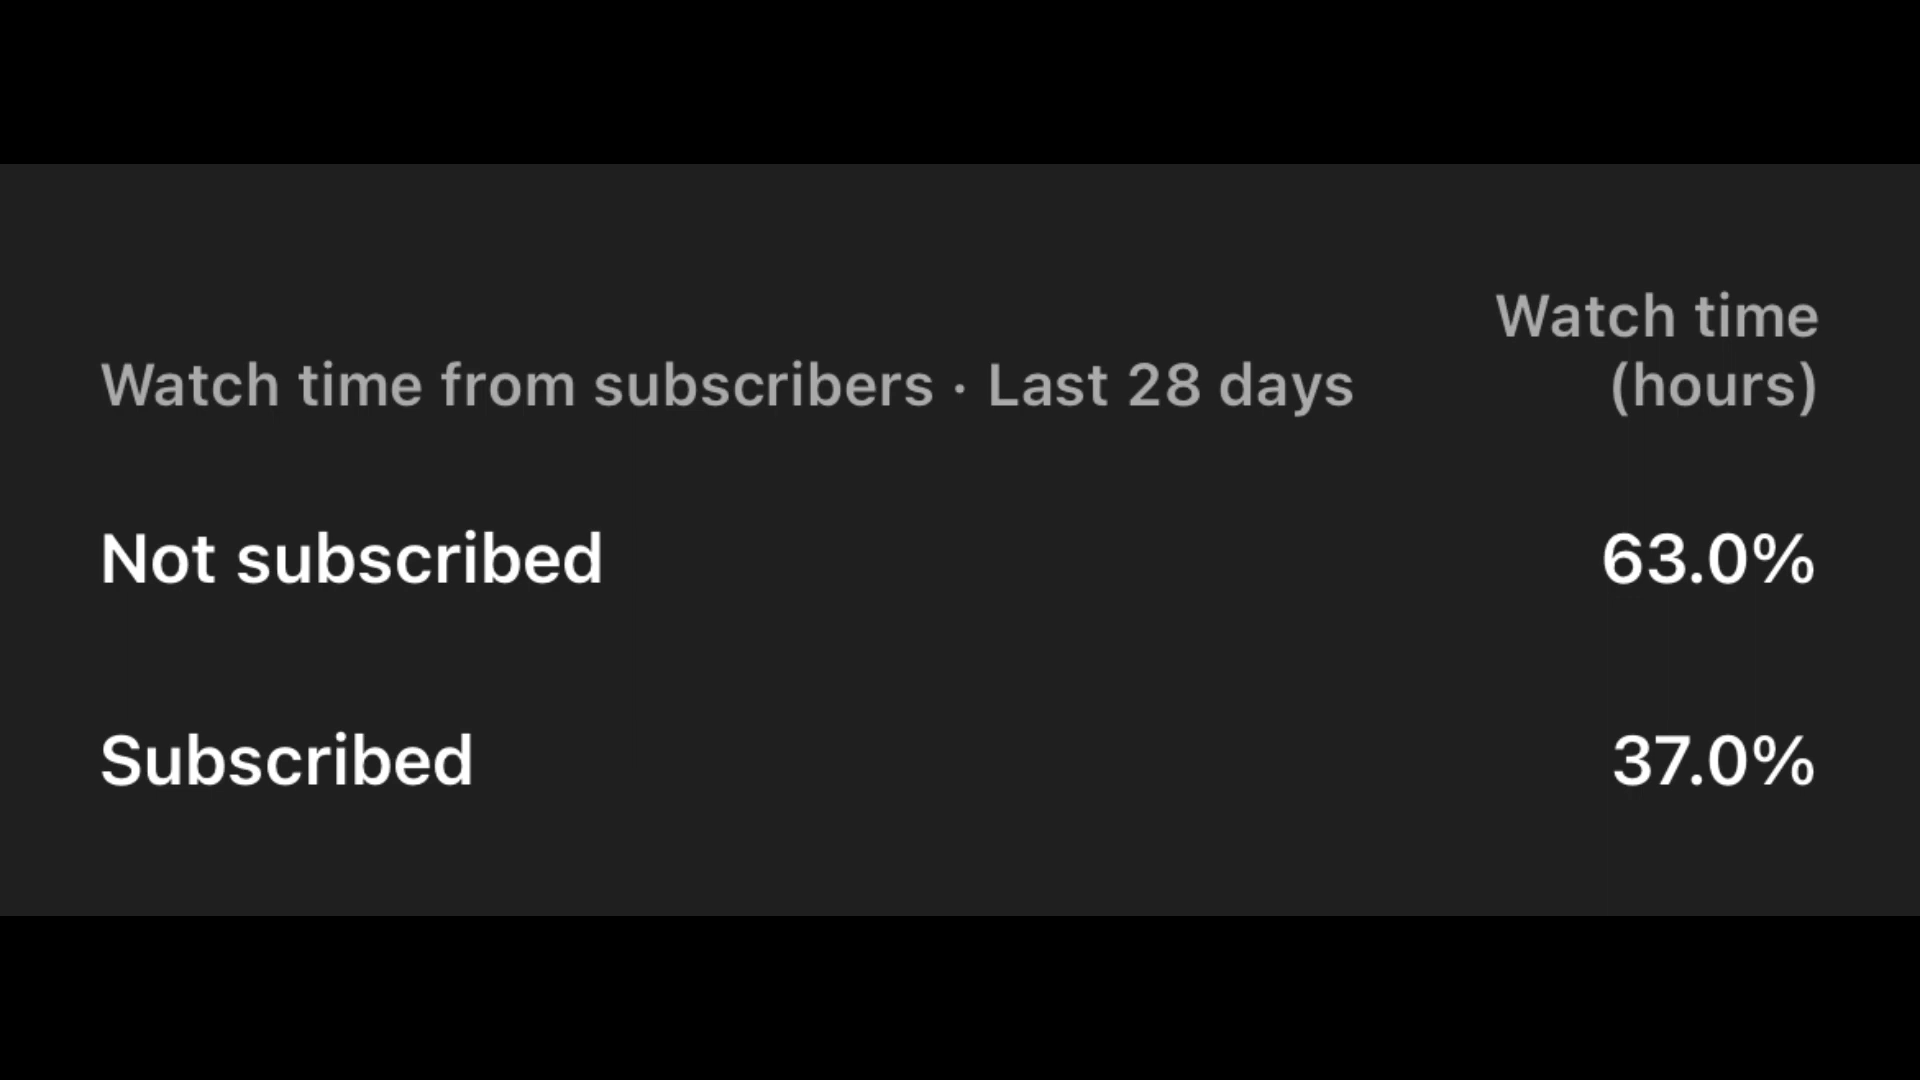 Watch time
Watch time from subscribers · Last 28 days (hours)
Not subscribed 63.0%
Subscribed 37.0%